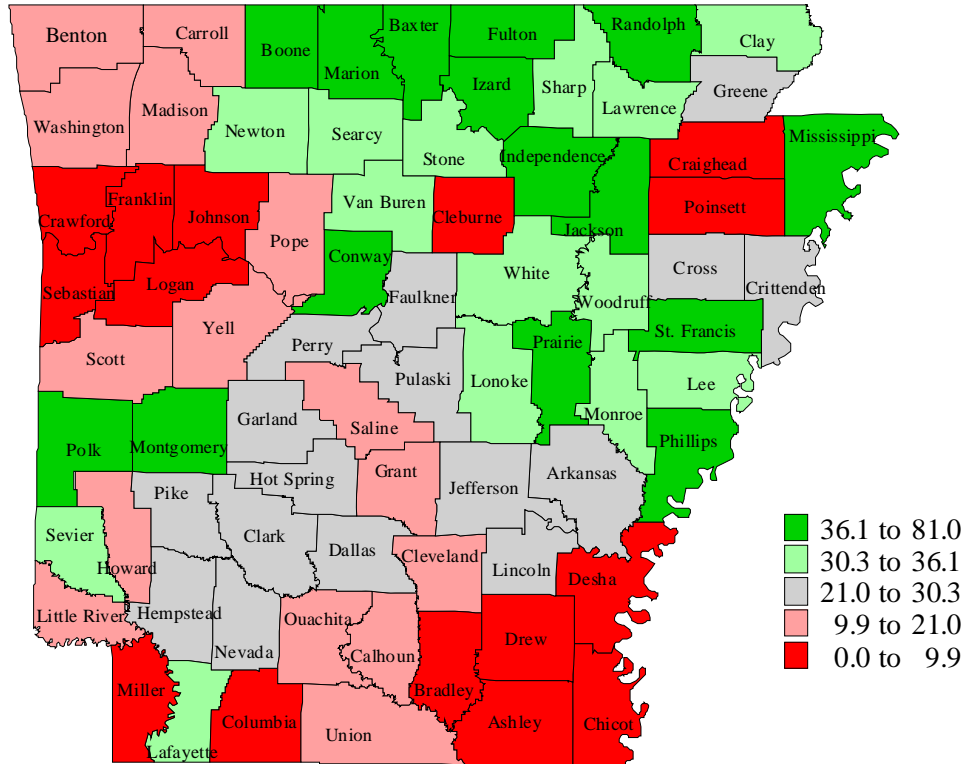 Benton
Carroll
Boone
Marion
Baxter
Fulton
Randolph
Clay
Izard
Sharp
Lawrence
Greene
Washington
Madison
Newton
Searcy
Stone
Independence
Mississippi
Craighead
Crawford
Franklin
Johnson
Pope
Van Buren
Cleburne
Jackson
Poinsett
Conway
White
Woodruff
Cross
Crittenden
Sebastian
Logan
Faulkner
St. Francis
Scott
Yell
Perry
Pulaski
Lonoke
Prairie
Lee
Monroe
Garland
Saline
Phillips
Polk
Montgomery
Hot Spring
Grant
Jefferson
Arkansas
Pike
Clark
Dallas
Sevier
Howard
Cleveland
Lincoln
Desha
Little River
Hempstead
Nevada
Ouachita
Calhoun
Drew
Miller
Lafayette
Columbia
Union
Bradley
Ashley
Chicot
36.1 to 81.0
30.3 to 36.1
21.0 to 30.3
9.9 to 21.0
0.0 to 9.9